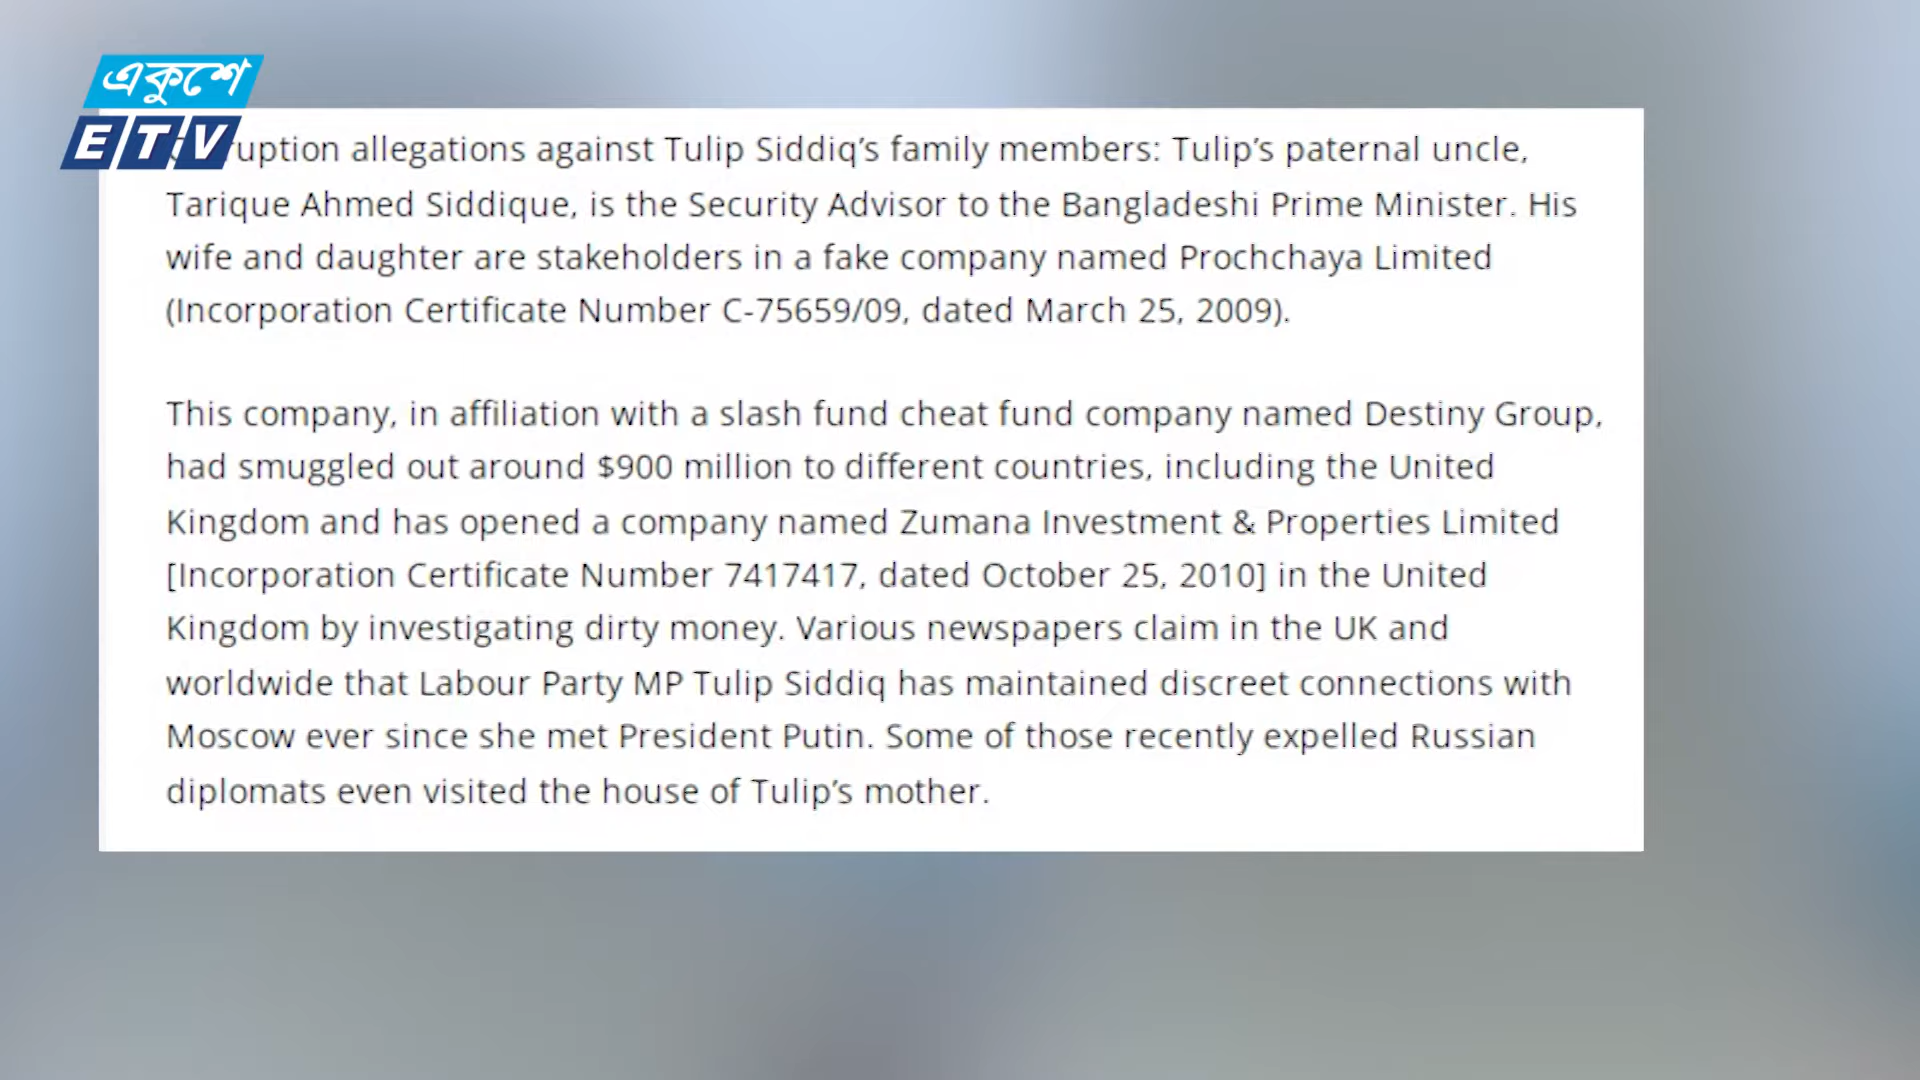 একুশে
ETV
uption allegations against Tulip Siddiq’s family members: Tulip’s paternal uncle,
Tarique Ahmed Siddique, is the Security Advisor to the Bangladeshi Prime Minister. His
wife and daughter are stakeholders in a fake company named Prochchaya Limited
(Incorporation Certificate Number C-75659/09, dated March 25, 2009).
This company, in affiliation with a slash fund cheat fund company named Destiny Group,
had smuggled out around $900 million to different countries, including the United
Kingdom and has opened a company named Zumana Investment & Properties Limited
[Incorporation Certificate Number 7417417, dated October 25, 2010] in the United
Kingdom by investigating dirty money. Various newspapers claim in the UK and
worldwide that Labour Party MP Tulip Siddiq has maintained discreet connections with
Moscow ever since she met President Putin. Some of those recently expelled Russian
diplomats even visited the house of Tulip’s mother.